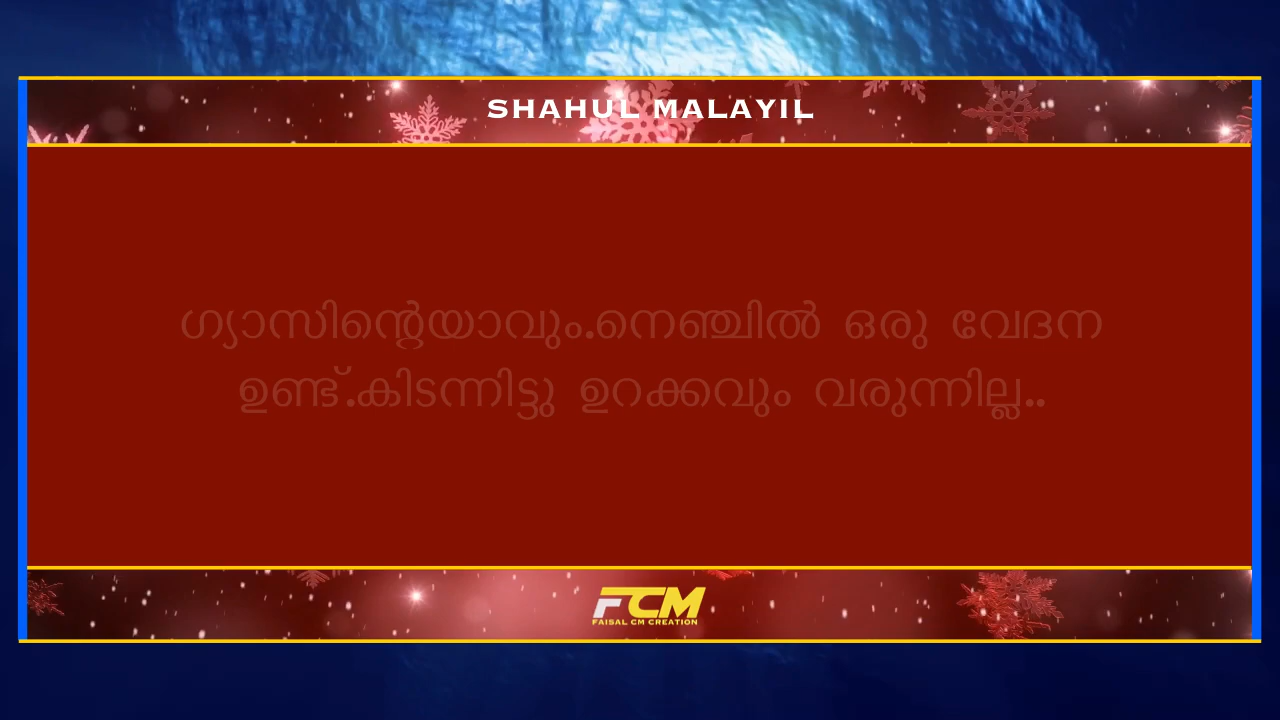 SHAHUL MALAYIL
ഗ്യാസിന്റെയാവും.നെഞ്ചിൽ ഒരു വേദന
ഉണ്ട്.കിടന്നിട്ടു ഉറക്കവും വരുന്നില്ല..
FCM
FAISAL CM CREATION